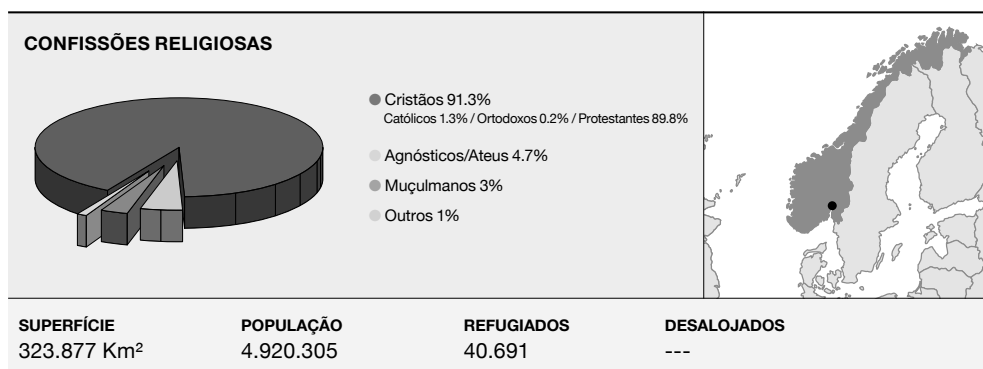 CONFISSÕES RELIGIOSAS
Cristãos 91.3%
Católicos 1.3% / Ortodoxos 0.2% / Protestantes 89.8%
Agnósticos/Ateus 4.7%
Muçulmanos 3%
Outros 1%
SUPERFÍCIE POPULAÇÃO REFUGIADOS DESALOJADOS
323.877 Km² 4.920.305 40.691 ---